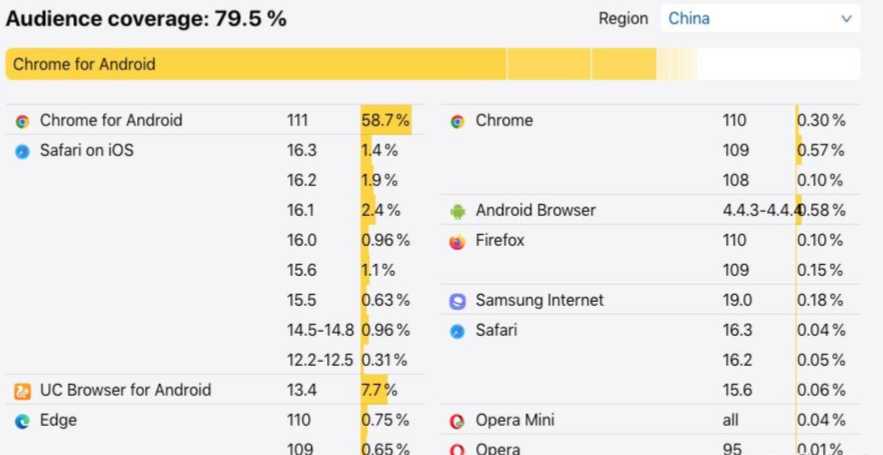 Audience coverage: 79.5 %
Region China
Chrome for Android
Chrome for Android 111 58.7 %
Safari on iOS 16.3 1.4 %
16.2 1.9 %
16.1 2.4 %
16.0 0.96 %
15.6 1.1 %
15.5 0.63 %
14.5-14.8 0.96 %
12.2-12.5 0.31 %
UC Browser for Android 13.4 7.7 %
Edge 110 0.75 %
109 0.65 %
Chrome 110 0.30 %
109 0.57 %
108 0.10 %
Android Browser 4.4.3-4.4.4 0.58 %
Firefox 110 0.10 %
109 0.15 %
Samsung Internet 19.0 0.18 %
Safari 16.3 0.04 %
16.2 0.05 %
15.6 0.06 %
Opera Mini all 0.04 %
Opera 95 0.01 %